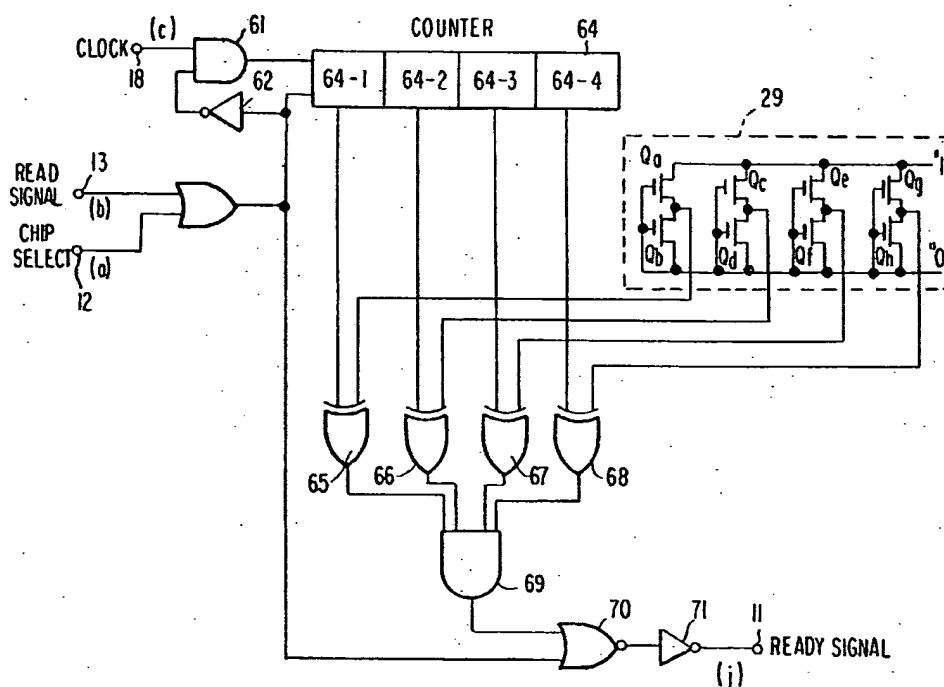 COUNTER
(c)
61
64
CLOCK
18
62
64-1
64-2
64-3
64-4
29
READ
SIGNAL
13
(b)
CHIP
SELECT
(a)
12
Qa
Qc
Qe
Qg
"1
Qb
Qd
Qf
Qh
"0
65
66
67
68
69
70
71
11
READY SIGNAL
(j)